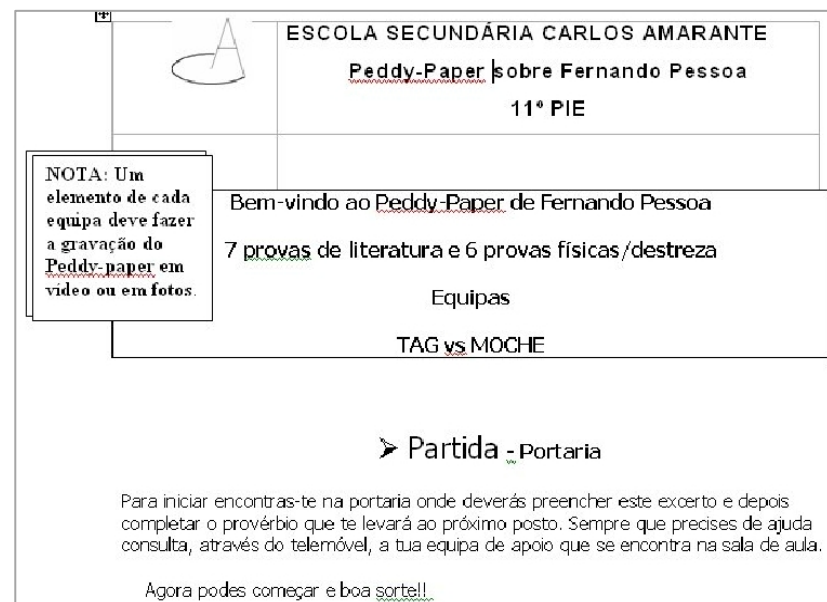 ESCOLA SECUNDÁRIA CARLOS AMARANTE
Peddy-Paper sobre Fernando Pessoa
11º PIE
NOTA: Um
elemento de cada
equipa deve fazer
a gravação do
Peddy-paper em
vídeo ou em fotos.
Bem-vindo ao Peddy-Paper de Fernando Pessoa
7 provas de literatura e 6 provas físicas/destreza
Equipas
TAG vs MOCHE
➢ Partida - Portaria
Para iniciar encontras-te na portaria onde deverás preencher este excerto e depois
completar o provérbio que te levará ao próximo posto. Sempre que precises de ajuda
consulta, através do telemóvel, a tua equipa de apoio que se encontra na sala de aula.
Agora podes começar e boa sorte!!